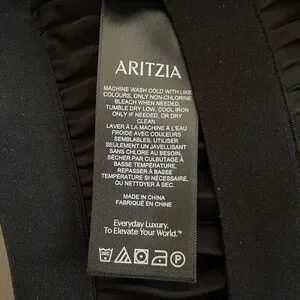 ARITZIA
MACHINE WASH COLD WITH LIKE
COLOURS, ONLY NON-CHLORINE
BLEACH WHEN NEEDED,
TUMBLE DRY LOW, COOL IRON
ONLY IF NEEDED, OR DRY
CLEAN.
LAVER À LA MACHINE À L'EAU
FROIDE AVEC COULEURS
SEMBLABLES, UTILISER
SEULEMENT UN JAVELLISANT
SANS CHLORE AU BESOIN,
SÉCHER PAR CULBUTAGE À
BASSE TEMPÉRATURE,
REPASSER À BASSE
TEMPÉRATURE SI NÉCESSAIRE,
OU NETTOYER À SEC.
MADE IN CHINA
FABRIQUÉ EN CHINE
Everyday Luxury.
To Elevate Your World.™